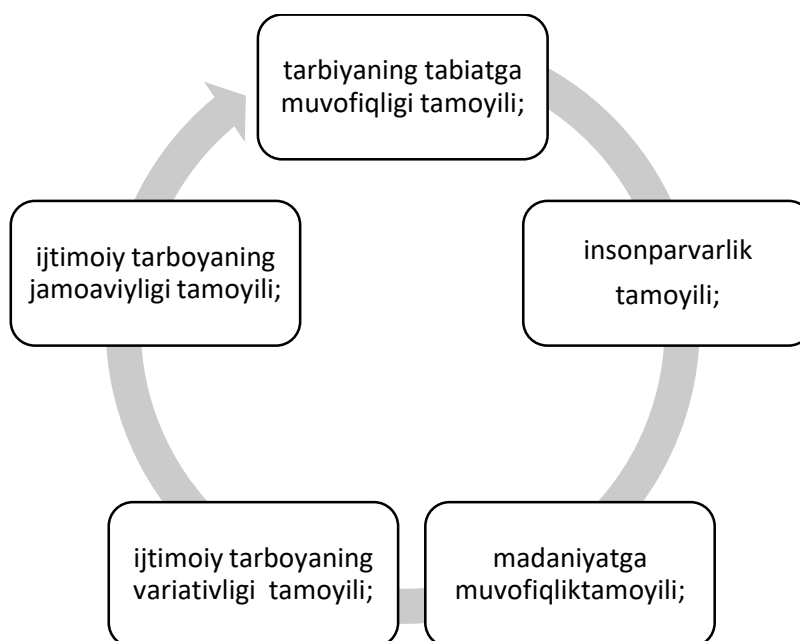 tarbiyaning tabiatga
muvofiqligi tamoyili;
insonparvarlik
tamoyili;
madaniyatga
muvofiqliktamoyili;
ijtimoiy tarboyaning
variativligi tamoyili;
ijtimoiy tarboyaning
jamoaviyligi tamoyili;